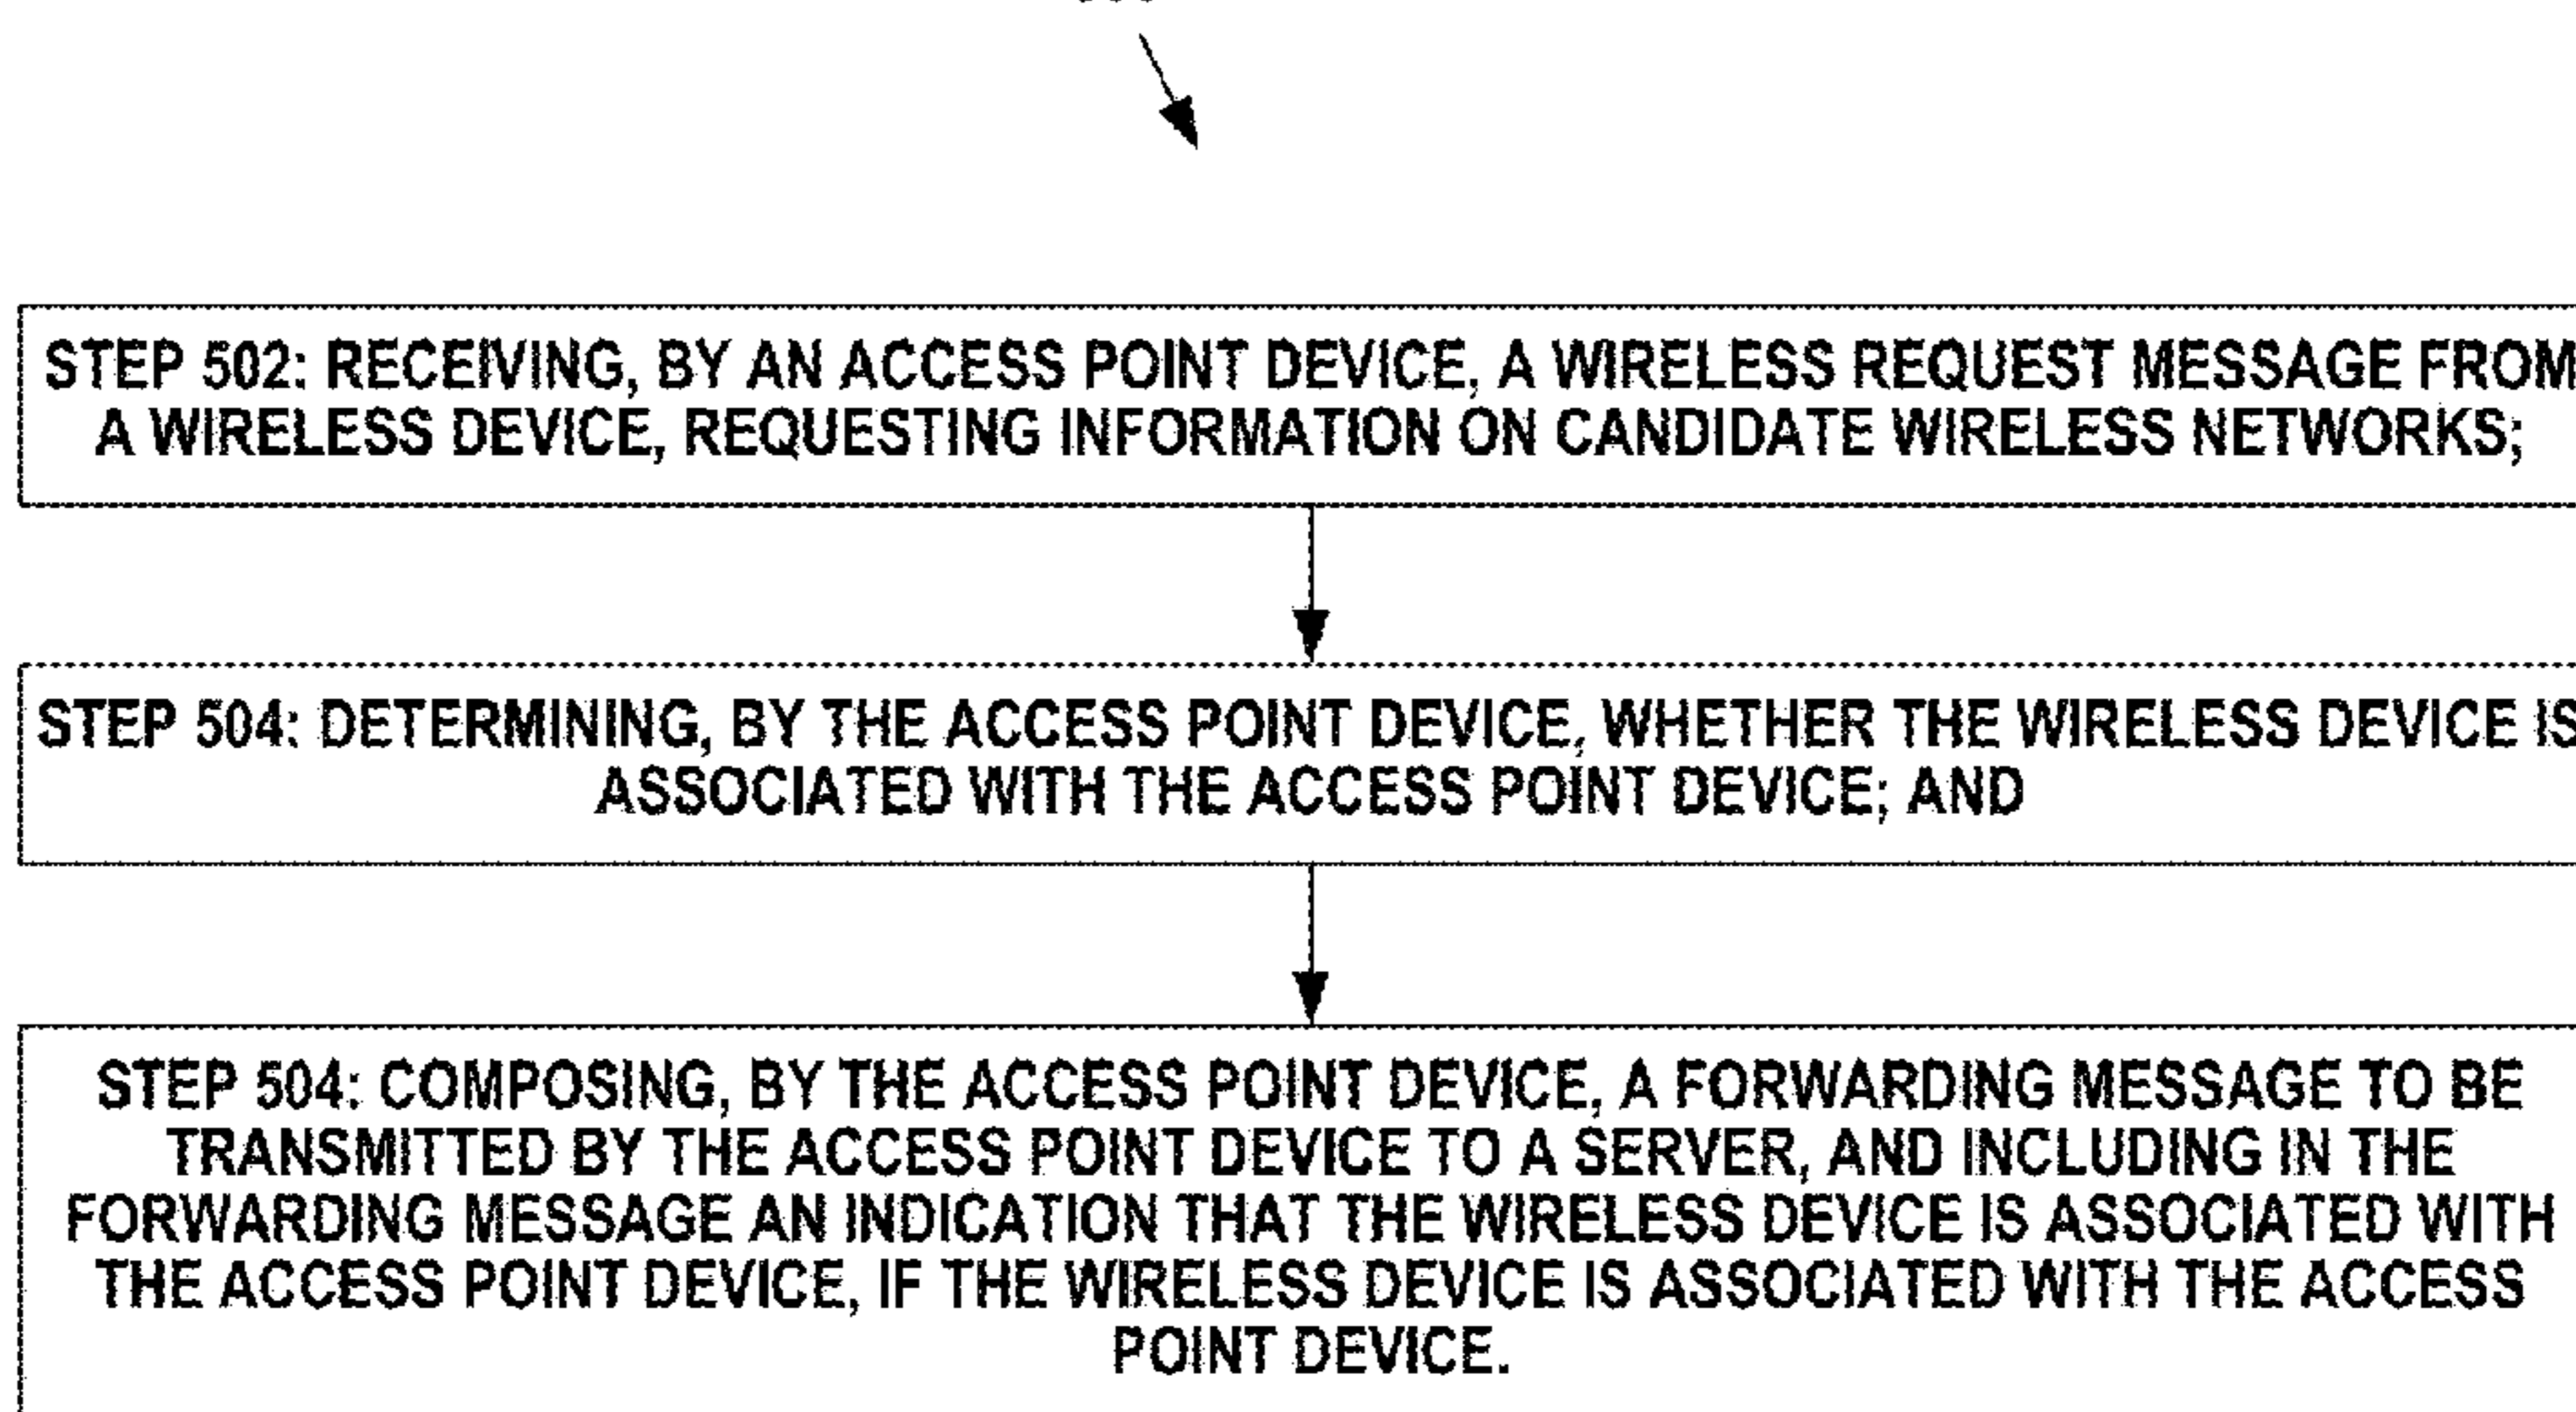 STEP 502: RECEIVING, BY AN ACCESS POINT DEVICE, A WIRELESS REQUEST MESSAGE FROM
A WIRELESS DEVICE, REQUESTING INFORMATION ON CANDIDATE WIRELESS NETWORKS;
STEP 504: DETERMINING, BY THE ACCESS POINT DEVICE, WHETHER THE WIRELESS DEVICE IS
ASSOCIATED WITH THE ACCESS POINT DEVICE; AND
STEP 504: COMPOSING, BY THE ACCESS POINT DEVICE, A FORWARDING MESSAGE TO BE
TRANSMITTED BY THE ACCESS POINT DEVICE TO A SERVER, AND INCLUDING IN THE
FORWARDING MESSAGE AN INDICATION THAT THE WIRELESS DEVICE IS ASSOCIATED WITH
THE ACCESS POINT DEVICE, IF THE WIRELESS DEVICE IS ASSOCIATED WITH THE ACCESS
POINT DEVICE.